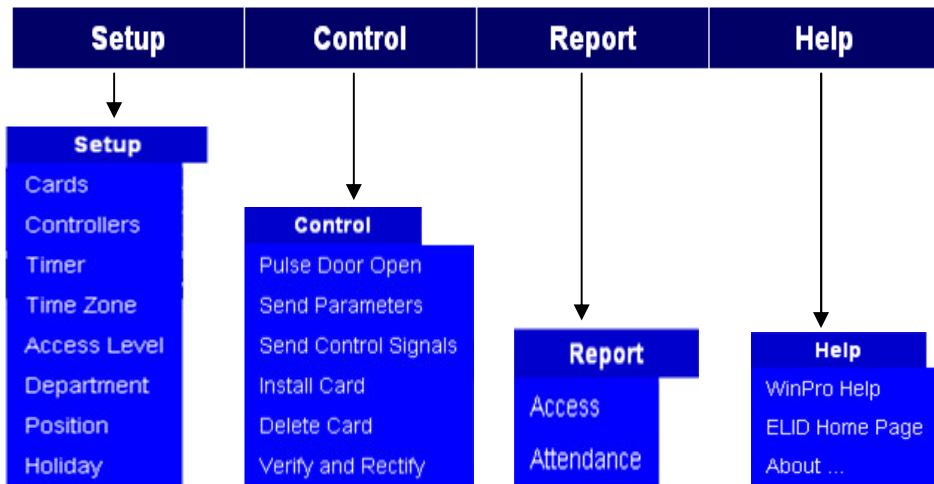 Setup
Control
Report
Help
Setup
Cards
Controllers
Timer
Time Zone
Access Level
Department
Position
Holiday
Control
Pulse Door Open
Send Parameters
Send Control Signals
Install Card
Delete Card
Verify and Rectify
Report
Access
Attendance
Help
WinPro Help
ELID Home Page
About ...